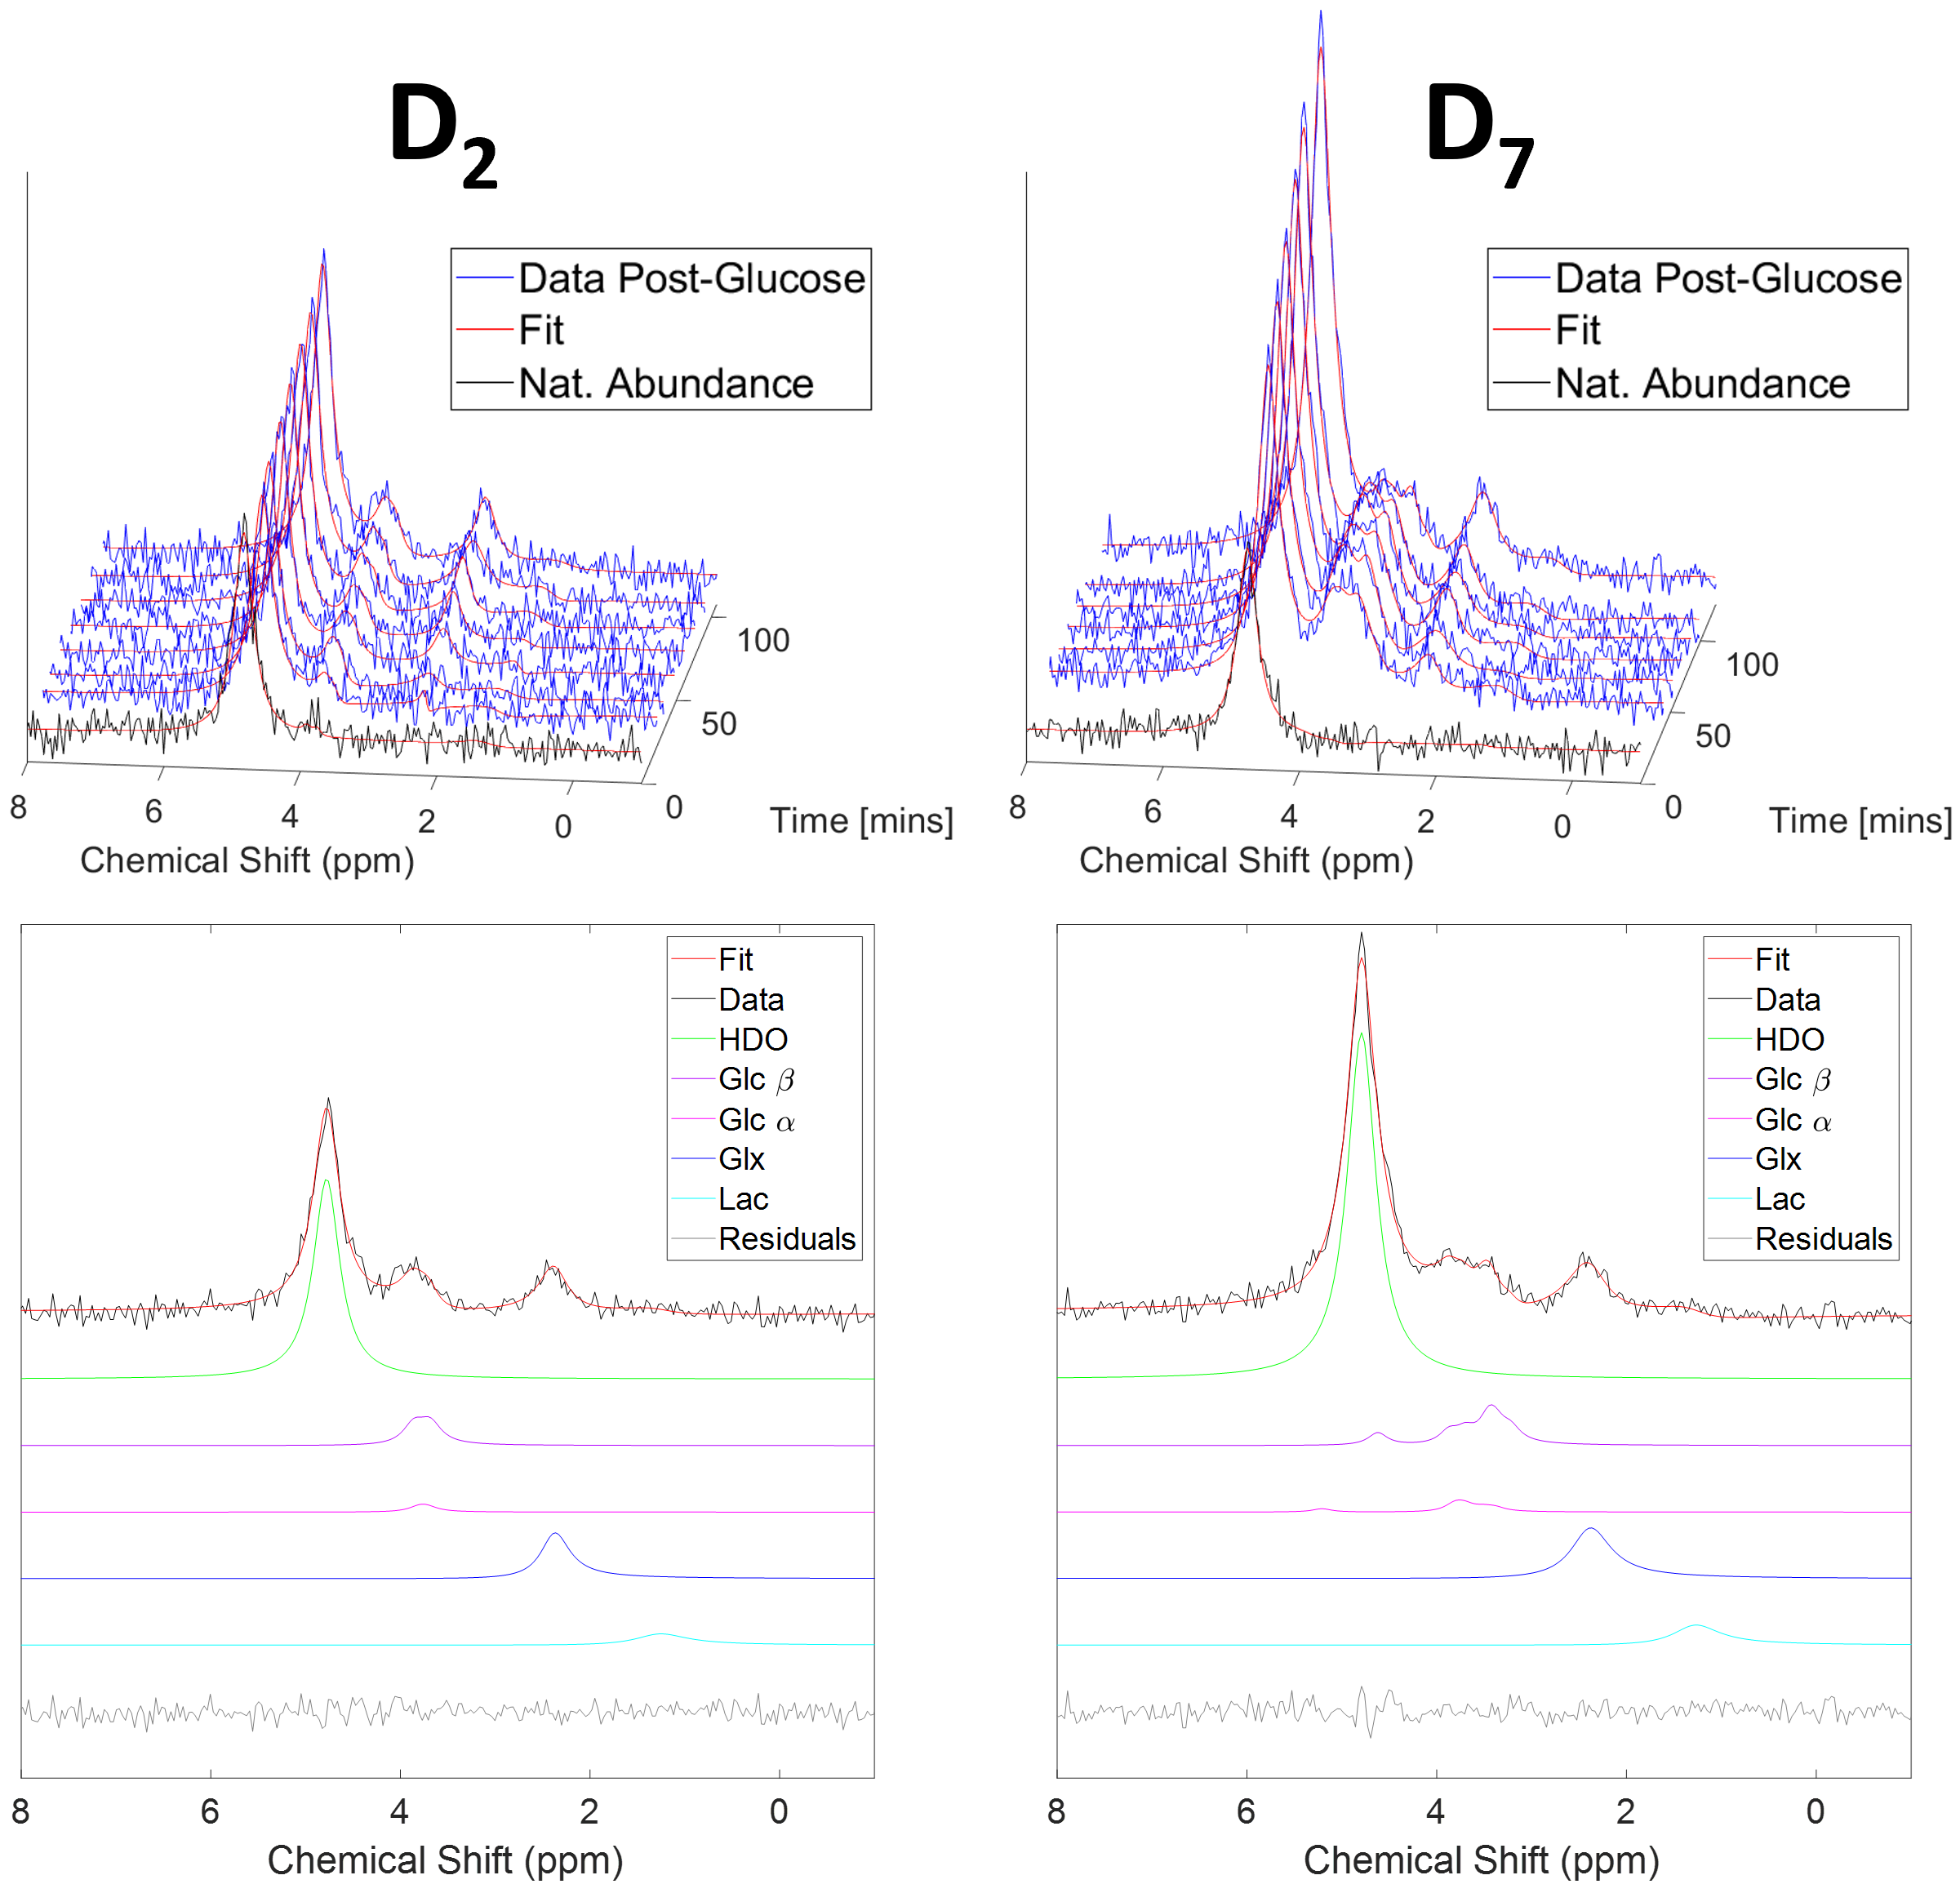 D2
Data Post-Glucose
Fit
Nat. Abundance
100
50
0
8
6
4
2
0
Time [mins]
Chemical Shift (ppm)
D7
Data Post-Glucose
Fit
Nat. Abundance
100
50
0
8
6
4
2
0
Time [mins]
Chemical Shift (ppm)
Fit
Data
HDO
Glc β
Glc α
Glx
Lac
Residuals
8
6
4
2
0
Chemical Shift (ppm)
Fit
Data
HDO
Glc β
Glc α
Glx
Lac
Residuals
8
6
4
2
0
Chemical Shift (ppm)